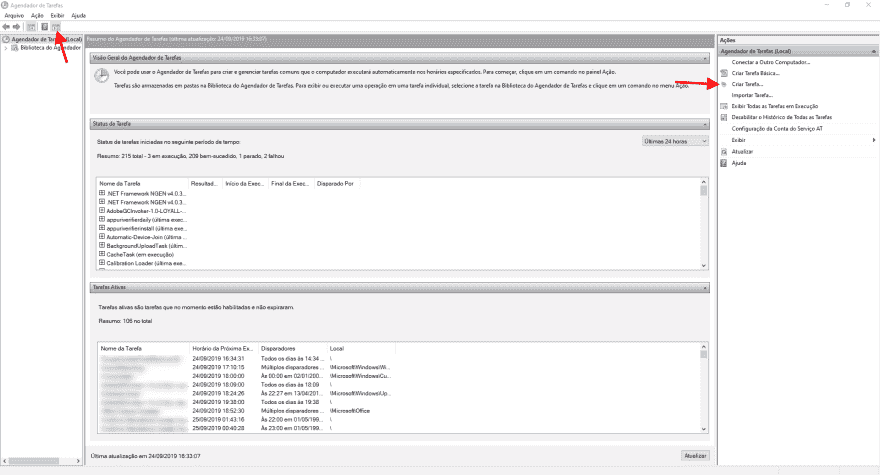 Agendador de Tarefas
Arquivo Ação Exibir Ajuda
Agendador de Tarefas (Local)
Biblioteca do Agendador
Resumo do Agendador de Tarefas (última atualização: 24/09/2019 16:33:07)
Visão Geral do Agendador de Tarefas
Você pode usar o Agendador de Tarefas para criar e gerenciar tarefas comuns que o computador executará automaticamente nos horários especificados. Para começar, clique em um comando no painel Ação.
Tarefas são armazenadas em pastas na Biblioteca do Agendador de Tarefas. Para exibir ou executar uma operação em uma tarefa individual, selecione a tarefa na Biblioteca do Agendador de Tarefas e clique em um comando no menu Ação.
Status da Tarefa
Status de tarefas iniciadas no seguinte período de tempo:
Últimas 24 horas
Resumo: 215 total - 3 em execução, 209 bem-sucedido, 1 parado, 2 falhou
Nome da Tarefa Resultad... Início da Exec... Final da Exec... Disparado Por
.NET Framework NGEN v4.0.3...
.NET Framework NGEN v4.0.3...
AdobeGCInvoker-1.0-LOYALL-...
appuriverifierdaily (última exec...
appuriverifierinstall (última exec...
Automatic-Device-Join (última ...
BackgroundUploadTask (últim...
CacheTask (em execução)
Calibration Loader (última exe...
Tarefas Ativas
Tarefas ativas são tarefas que no momento estão habilitadas e não expiraram.
Resumo: 106 no total
Nome da Tarefa Horário da Próxima Ex... Disparadores Local
24/09/2019 16:34:31 Todos os dias às 14:34 ... \
24/09/2019 17:10:15 Múltiplos disparadores ... \Microsoft\Windows\Wi...
24/09/2019 18:00:00 Às 00:00 em 02/01/200... \Microsoft\Windows\Cu...
24/09/2019 18:09:00 Todos os dias às 18:09 \
24/09/2019 18:24:26 Às 22:27 em 13/04/201... \Microsoft\Windows\Up...
24/09/2019 19:38:00 Todos os dias às 19:38 \
24/09/2019 18:52:30 Múltiplos disparadores ... \Microsoft\Office
25/09/2019 01:43:16 Às 22:00 em 01/05/199... \
25/09/2019 00:40:28 Às 23:00 em 01/05/199... \
Última atualização em 24/09/2019 16:33:07
Atualizar
Ações
Agendador de Tarefas (Local)
Conectar a Outro Computador...
Criar Tarefa Básica...
Criar Tarefa...
Importar Tarefa...
Exibir Todas as Tarefas em Execução
Desabilitar o Histórico de Todas as Tarefas
Configuração da Conta do Serviço AT
Exibir
Atualizar
Ajuda